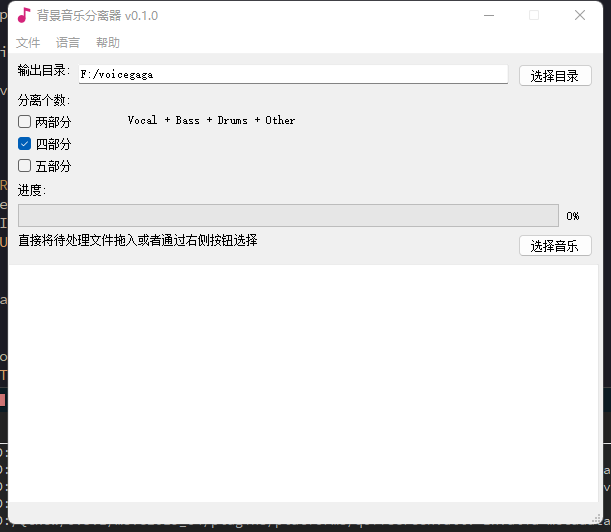 背景音乐分离器 v0.1.0
文件 语言 帮助
输出目录: F:/voicegaga 选择目录
分离个数:
两部分 Vocal + Bass + Drums + Other
四部分
五部分
进度:
0%
直接将待处理文件拖入或者通过右侧按钮选择 选择音乐